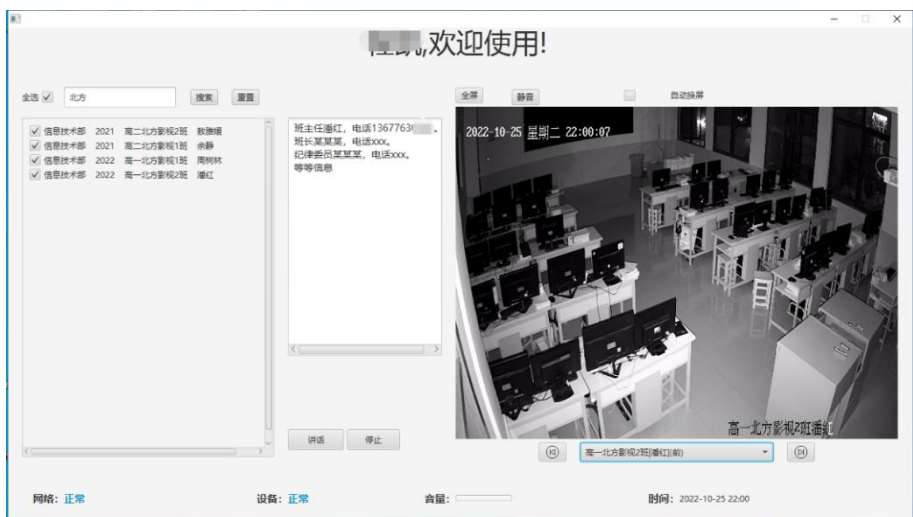 ,欢迎使用!
全选 北方 搜索 重置
全屏 静音 自动换屏
信息技术部 2021 高二北方影视2班 敖雅媛
信息技术部 2021 高二北方影视1班 余静
信息技术部 2022 高一北方影视1班 周树林
信息技术部 2022 高一北方影视2班 潘红
班主任潘红，电话13677630 。
班长某某某，电话xxx。
纪律委员某某某，电话xxx。
等等信息
2022-10-25 星期二 22:00:07
高一北方影视2班潘红
讲话 停止
高一北方影视2班[潘红](前)
网络：正常 设备：正常 音量： 时间：2022-10-25 22:00